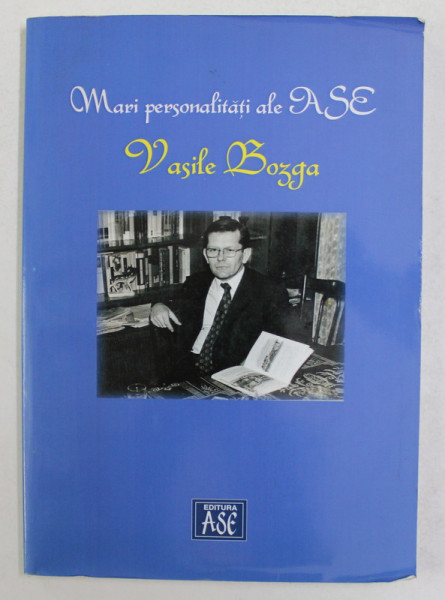 Mari personalități ale ASE
Vasile Bozga
EDITURA
ASE